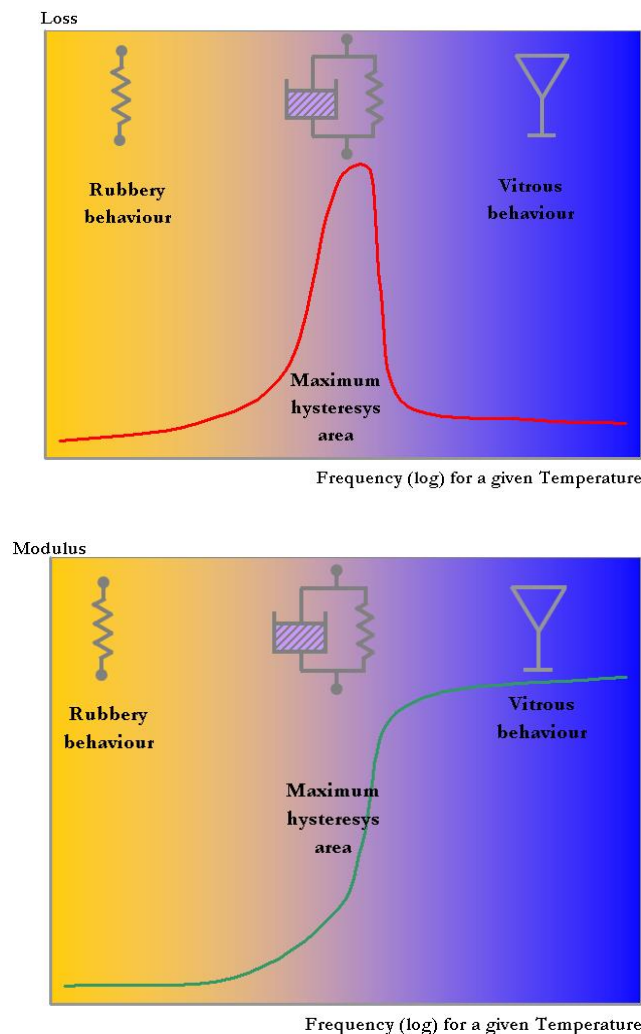 Loss
Rubbery
behaviour
Vitrous
behaviour
Maximum
hysteresys
area
Frequency (log) for a given Temperature
Modulus
Rubbery
behaviour
Vitrous
behaviour
Maximum
hysteresys
area
Frequency (log) for a given Temperature